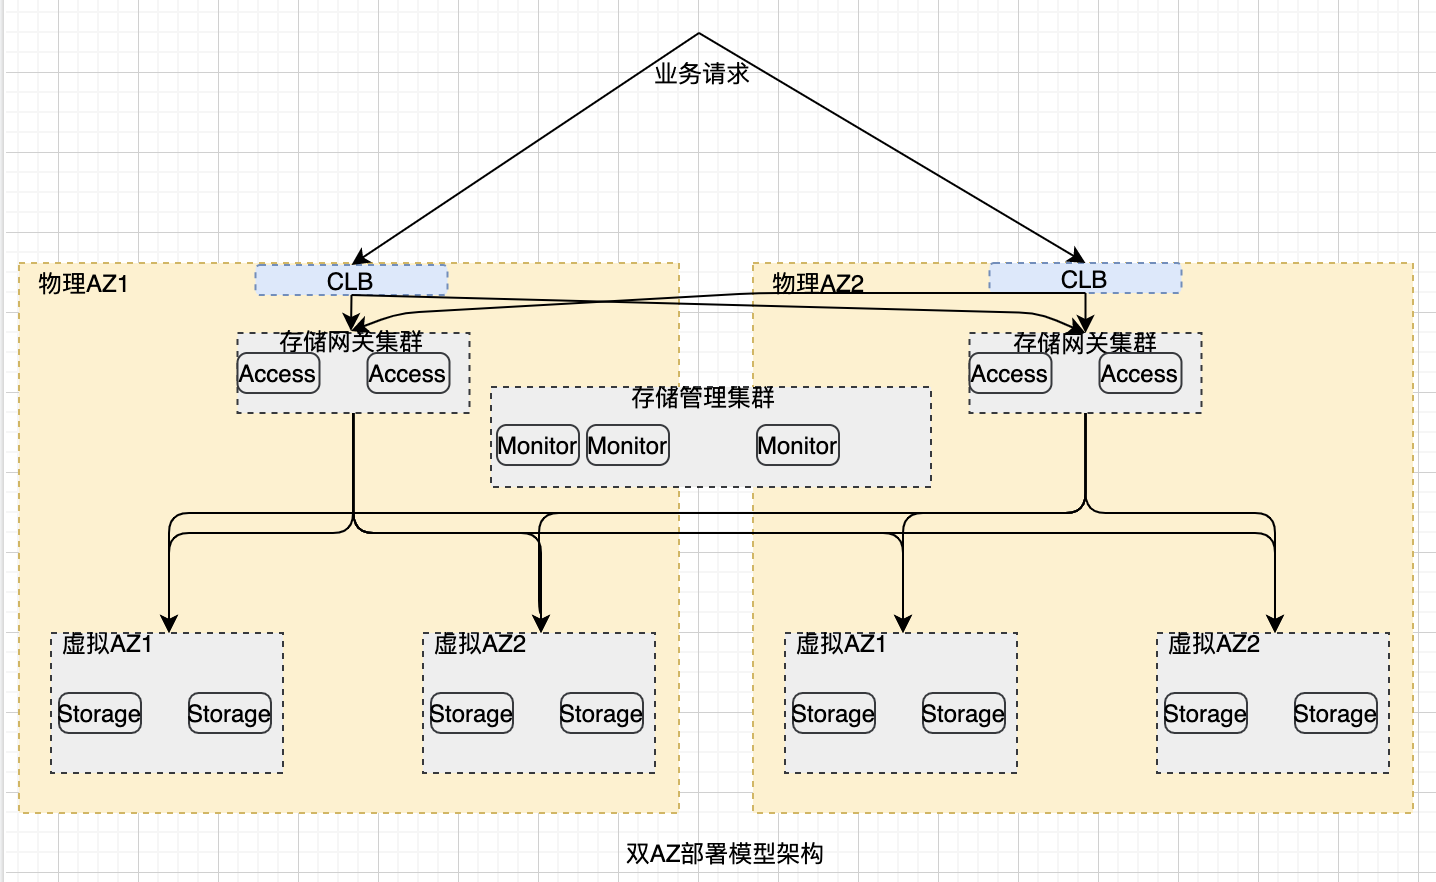 业务请求
物理AZ1
CLB
物理AZ2
CLB
存储网关集群
Access
Access
存储网关集群
Access
Access
存储管理集群
Monitor
Monitor
Monitor
虚拟AZ1
Storage
Storage
虚拟AZ2
Storage
Storage
虚拟AZ1
Storage
Storage
虚拟AZ2
Storage
Storage
双AZ部署模型架构